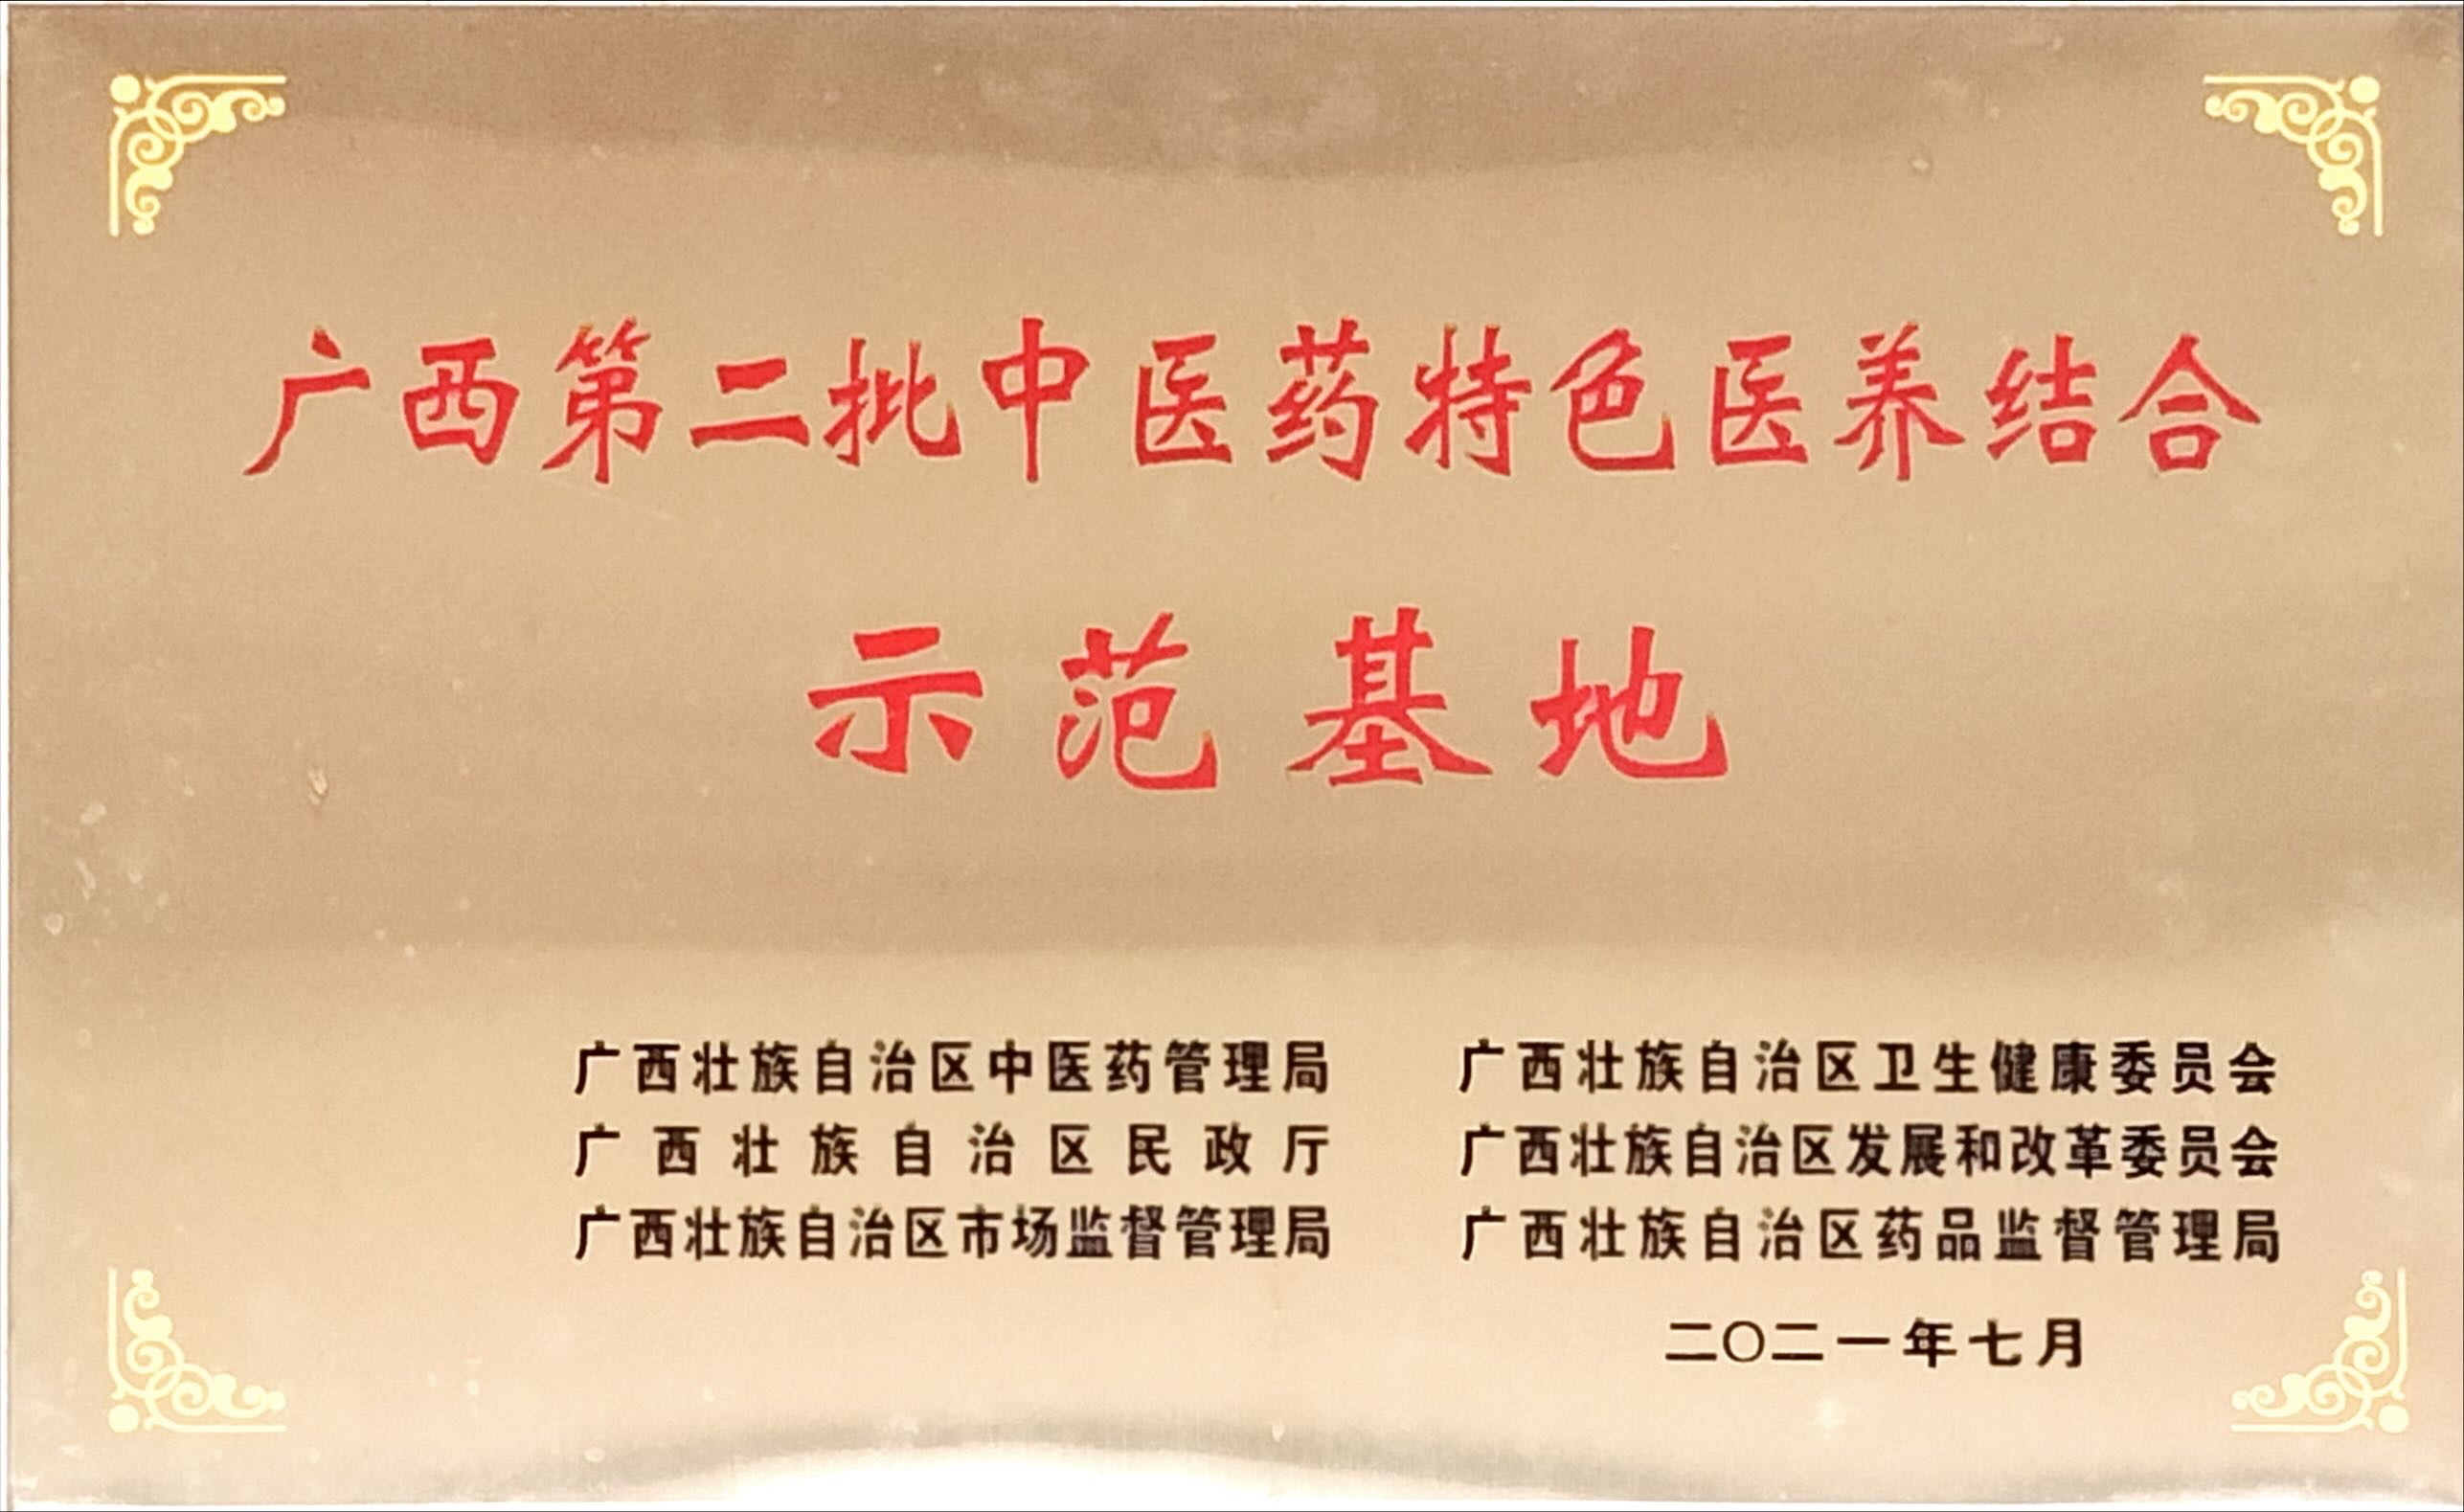 广西第二批中医药特色医养结合
示范基地
广西壮族自治区中医药管理局 广西壮族自治区卫生健康委员会
广西壮族自治区民政厅 广西壮族自治区发展和改革委员会
广西壮族自治区市场监督管理局 广西壮族自治区药品监督管理局
二〇二一年七月